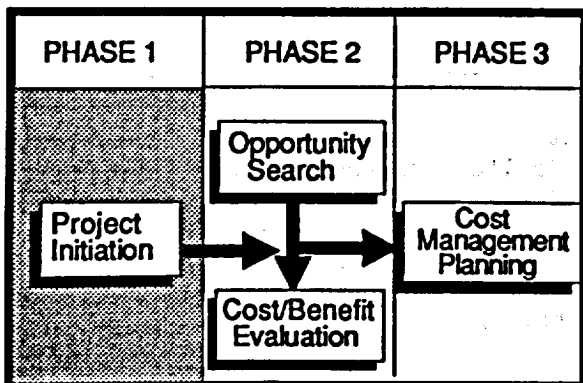 PHASE 1
PHASE 2
PHASE 3
Opportunity
Search
Project
Initiation
Cost
Management
Planning
Cost/Benefit
Evaluation